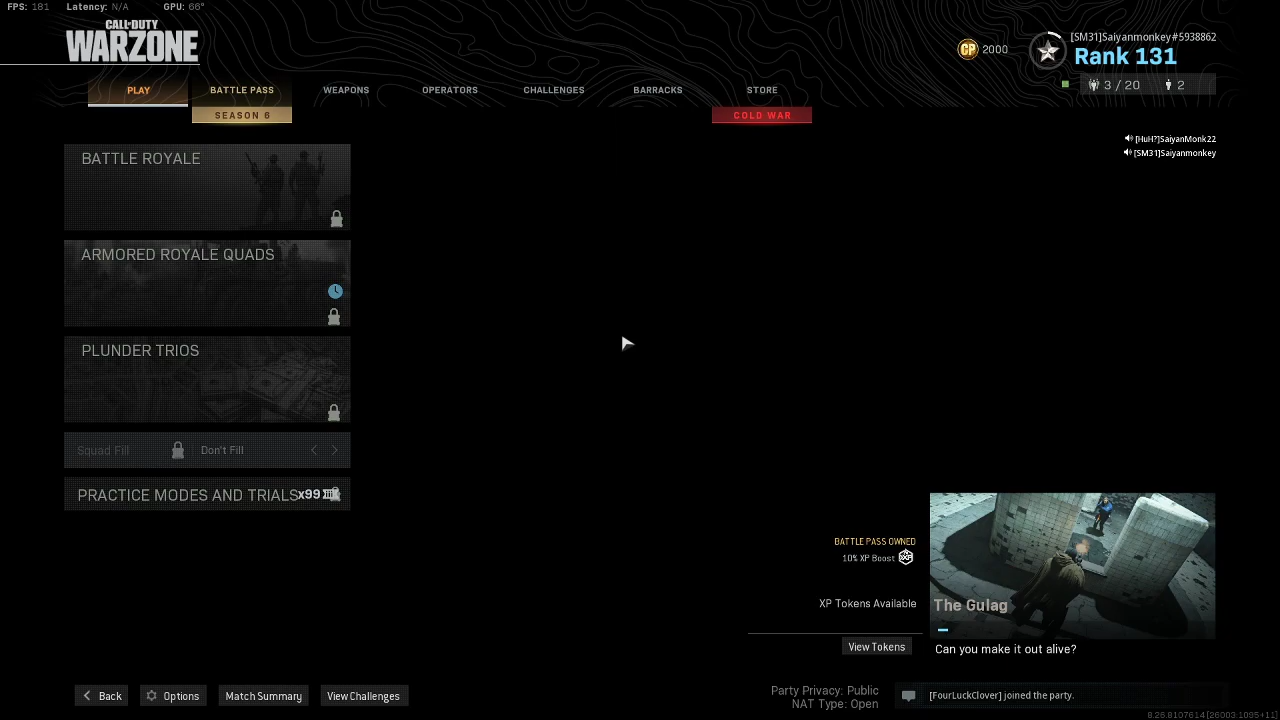 FPS: 181 Latency: N/A GPU: 66°
CALL OF DUTY
WARZONE
CP 2000
[SM31]Saiyanmonkey#5938862
Rank 131
3 / 20 2
PLAY BATTLE PASS WEAPONS OPERATORS CHALLENGES BARRACKS STORE
SEASON 6 COLD WAR
[HuH?]SaiyanMonk22
[SM31]Saiyanmonkey
BATTLE ROYALE
ARMORED ROYALE QUADS
PLUNDER TRIOS
Squad Fill Don't Fill
PRACTICE MODES AND TRIALS x99
BATTLE PASS OWNED
10% XP Boost
XP Tokens Available
View Tokens
The Gulag
Can you make it out alive?
Back Options Match Summary View Challenges
Party Privacy: Public
NAT Type: Open
[FourLuckClover] joined the party.